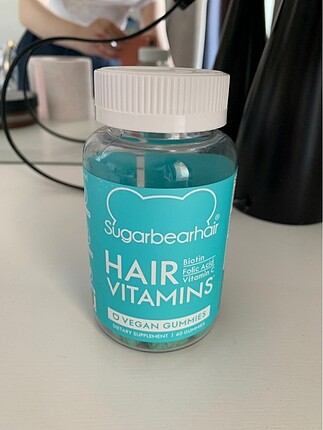 Sugarbearhair®
HAIR
Biotin
Folic Acid
Vitamin C
VITAMINS
VEGAN GUMMIES
DIETARY SUPPLEMENT | 60 GUMMIES